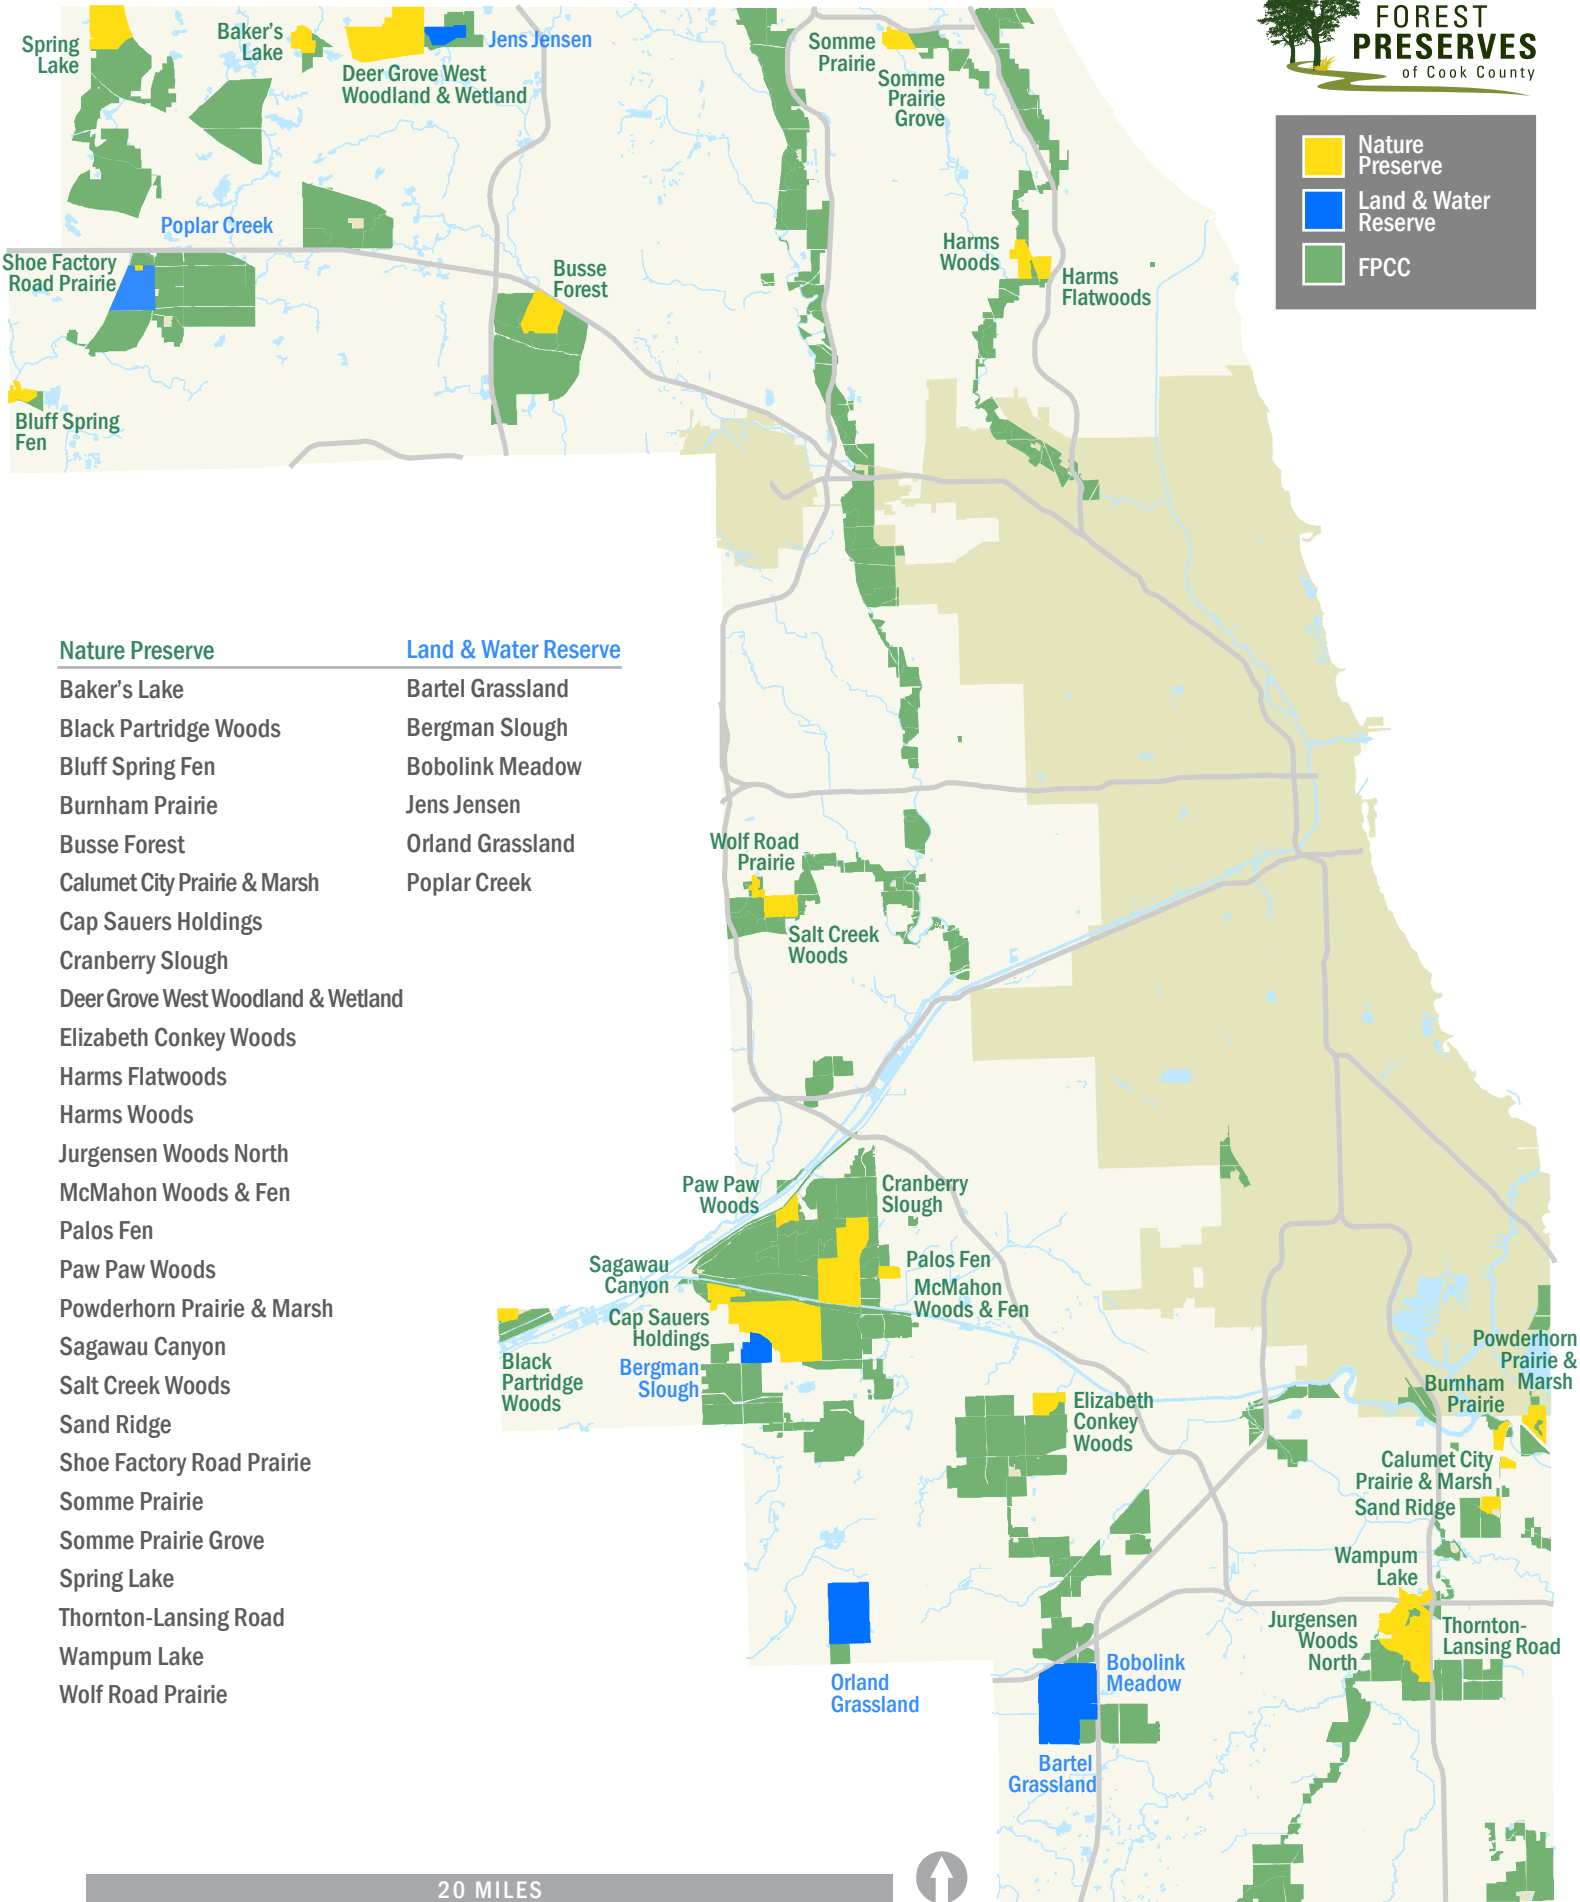 FOREST
PRESERVES
of Cook County
Nature
Preserve
Land & Water
Reserve
FPCC
Spring
Lake
Baker's
Lake
Deer Grove West
Woodland & Wetland
Jens Jensen
Somme
Prairie
Somme
Prairie
Grove
Poplar Creek
Shoe Factory
Road Prairie
Busse
Forest
Harms
Woods
Harms
Flatwoods
Bluff Spring
Fen
Nature Preserve
Baker's Lake
Black Partridge Woods
Bluff Spring Fen
Burnham Prairie
Busse Forest
Calumet City Prairie & Marsh
Cap Sauers Holdings
Cranberry Slough
Deer Grove West Woodland & Wetland
Elizabeth Conkey Woods
Harms Flatwoods
Harms Woods
Jurgensen Woods North
McMahon Woods & Fen
Palos Fen
Paw Paw Woods
Powderhorn Prairie & Marsh
Sagawau Canyon
Salt Creek Woods
Sand Ridge
Shoe Factory Road Prairie
Somme Prairie
Somme Prairie Grove
Spring Lake
Thornton-Lansing Road
Wampum Lake
Wolf Road Prairie
Land & Water Reserve
Bartel Grassland
Bergman Slough
Bobolink Meadow
Jens Jensen
Orland Grassland
Poplar Creek
Wolf Road
Prairie
Salt Creek
Woods
Paw Paw
Woods
Cranberry
Slough
Sagawau
Canyon
Palos Fen
McMahon
Woods & Fen
Cap Sauers
Holdings
Bergman
Slough
Black
Partridge
Woods
Elizabeth
Conkey
Woods
Powderhorn
Prairie &
Marsh
Burnham
Prairie
Calumet City
Prairie & Marsh
Sand Ridge
Wampum
Lake
Jurgensen
Woods
North
Thornton-
Lansing Road
Orland
Grassland
Bobolink
Meadow
Bartel
Grassland
20 MILES